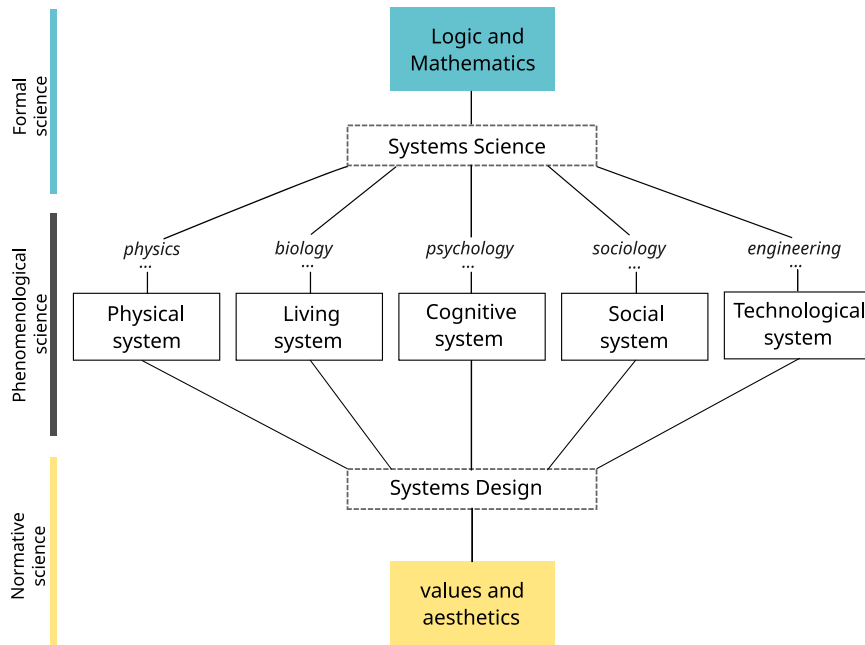 Formal
science
Logic and
Mathematics
Systems Science
Phenomenological
science
physics
...
biology
...
psychology
...
sociology
...
engineering
...
Physical
system
Living
system
Cognitive
system
Social
system
Technological
system
Normative
science
Systems Design
values and
aesthetics